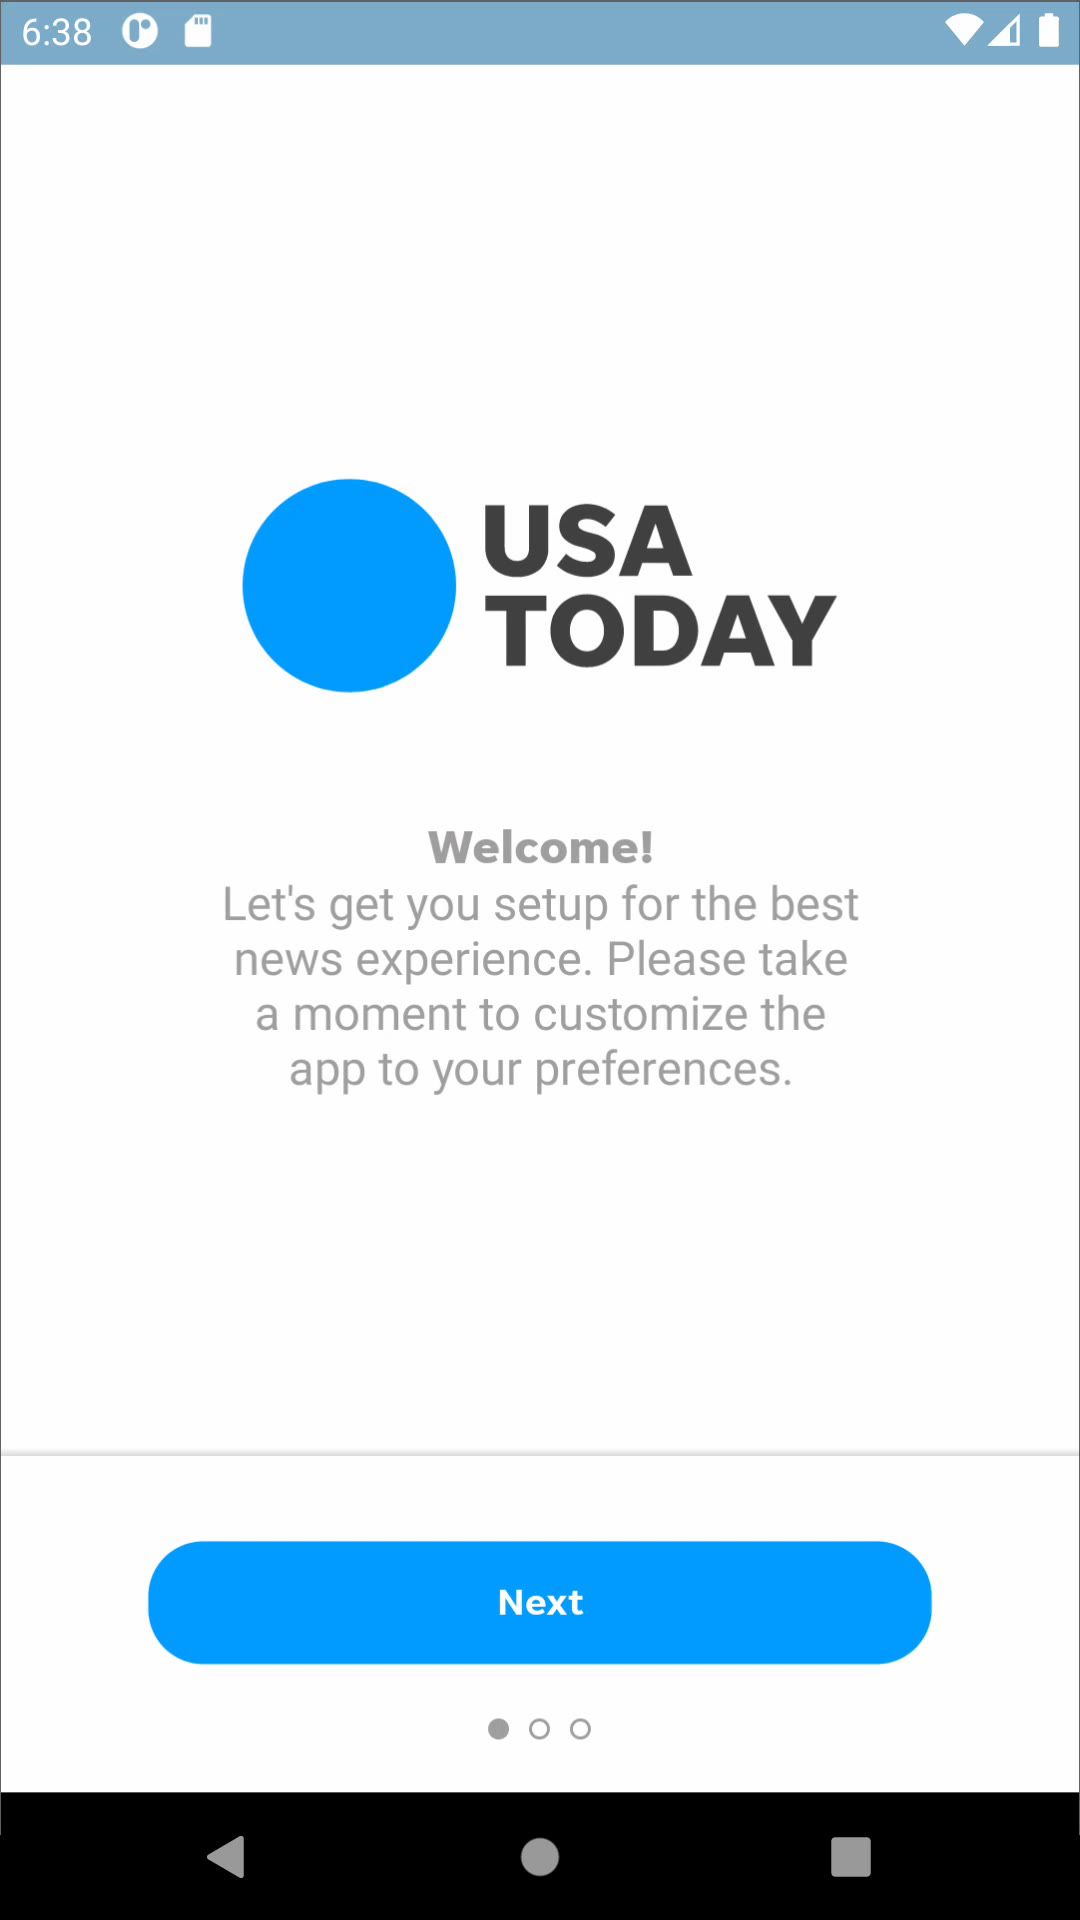 6:38
USA
TODAY
Welcome!
Let's get you setup for the best
news experience. Please take
a moment to customize the
app to your preferences.
Next